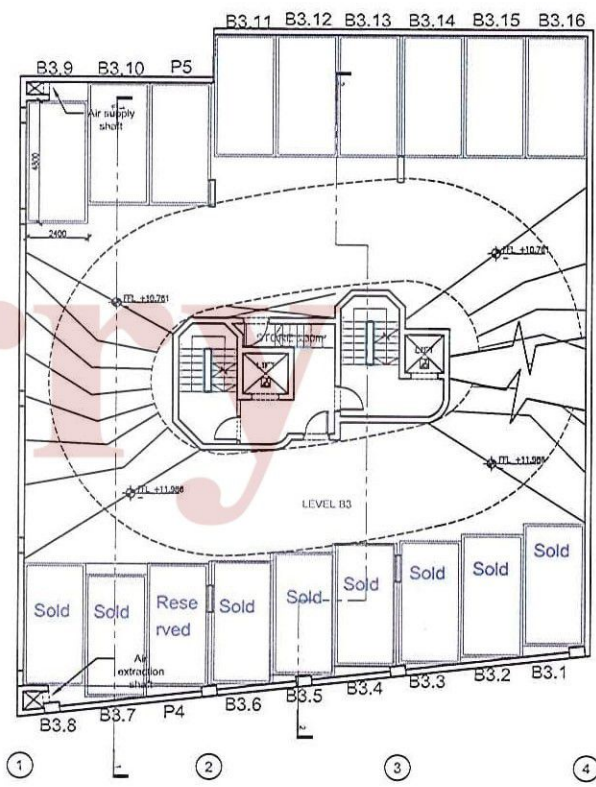 B3.11 B3.12 B3.13 B3.14 B3.15 B3.16
B3.9 B3.10 P5
Air supply
shaft
4800
2400
FFL +10.761
FFL +10.761
STORE
LIFT
LIFT
rry
FFL +11.966
FFL +11.966
LEVEL B3
Sold
Sold
Rese
rved
Sold
Sold
Sold
Sold
Sold
Sold
Air
extraction
shaft
B3.8 B3.7 P4 B3.6 B3.5 B3.4 B3.3 B3.2 B3.1
1 2 3 4